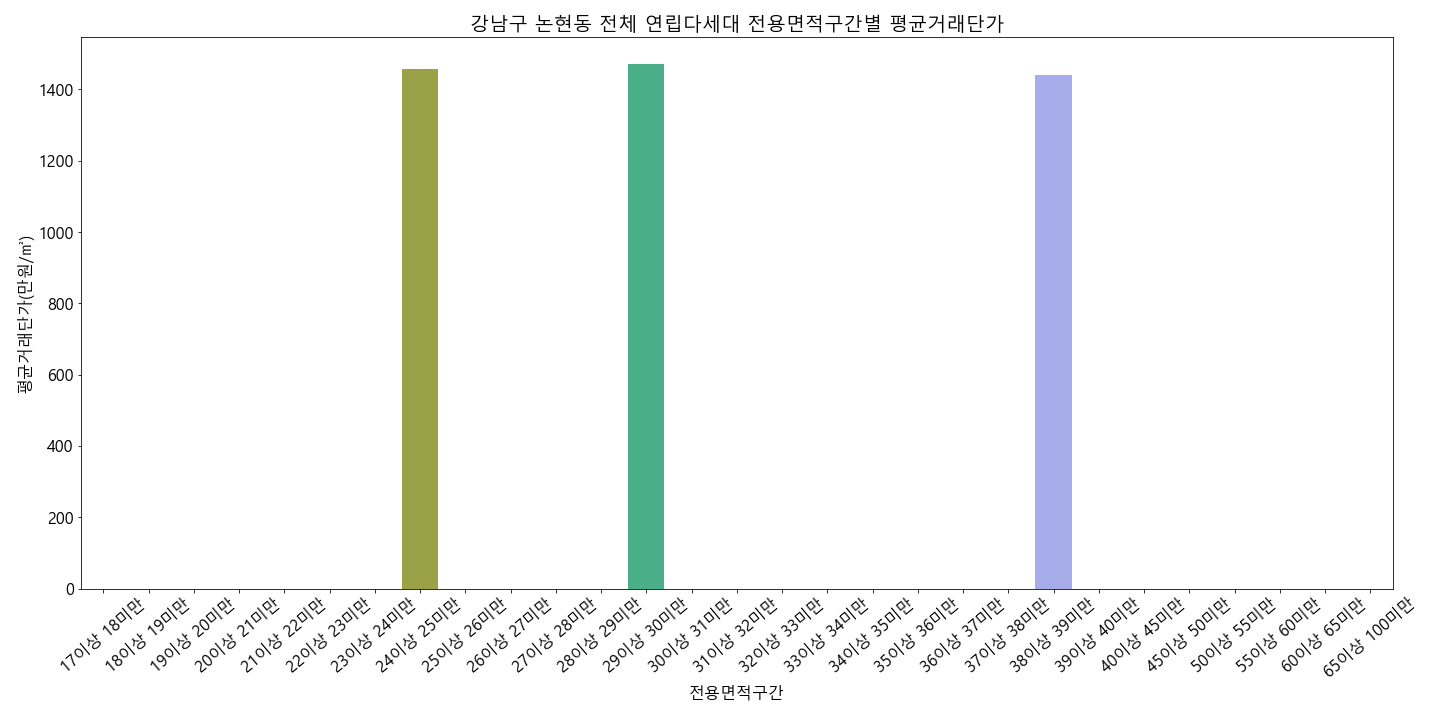 강남구 논현동 전체 연립다세대 전용면적구간별 평균거래단가
평균거래단가(만원/㎡)
1400
1200
1000
800
600
400
200
0
17이상 18미만
18이상 19미만
19이상 20미만
20이상 21미만
21이상 22미만
22이상 23미만
23이상 24미만
24이상 25미만
25이상 26미만
26이상 27미만
27이상 28미만
28이상 29미만
29이상 30미만
30이상 31미만
31이상 32미만
32이상 33미만
33이상 34미만
34이상 35미만
35이상 36미만
36이상 37미만
37이상 38미만
38이상 39미만
39이상 40미만
40이상 45미만
45이상 50미만
50이상 55미만
55이상 60미만
60이상 65미만
65이상 100미만
전용면적구간